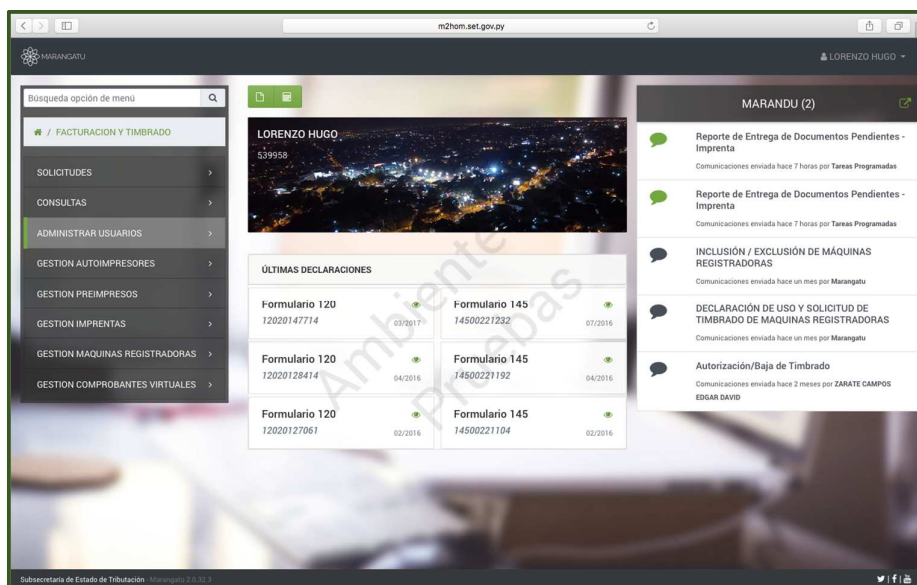 m2hom.set.gov.py
MARANGATU
LORENZO HUGO
Búsqueda opción de menú
/ FACTURACION Y TIMBRADO
SOLICITUDES
CONSULTAS
ADMINISTRAR USUARIOS
GESTION AUTOIMPRESORES
GESTION PREIMPRESOS
GESTION IMPRENTAS
GESTION MAQUINAS REGISTRADORAS
GESTION COMPROBANTES VIRTUALES
LORENZO HUGO
539958
ÚLTIMAS DECLARACIONES
Formulario 120
12020147714
03/2017
Formulario 145
14500221232
07/2016
Formulario 120
12020128414
04/2016
Formulario 145
14500221192
04/2016
Formulario 120
12020127061
02/2016
Formulario 145
14500221104
02/2016
Ambiente
Pruebas
MARANDU (2)
Reporte de Entrega de Documentos Pendientes -
Imprenta
Comunicaciones enviada hace 7 horas por Tareas Programadas
Reporte de Entrega de Documentos Pendientes -
Imprenta
Comunicaciones enviada hace 7 horas por Tareas Programadas
INCLUSIÓN / EXCLUSIÓN DE MÁQUINAS
REGISTRADORAS
Comunicaciones enviada hace un mes por Marangatu
DECLARACIÓN DE USO Y SOLICITUD DE
TIMBRADO DE MAQUINAS REGISTRADORAS
Comunicaciones enviada hace un mes por Marangatu
Autorización/Baja de Timbrado
Comunicaciones enviada hace 2 meses por ZARATE CAMPOS
EDGAR DAVID
Subsecretaría de Estado de Tributación - Marangatu 2.0.32.3